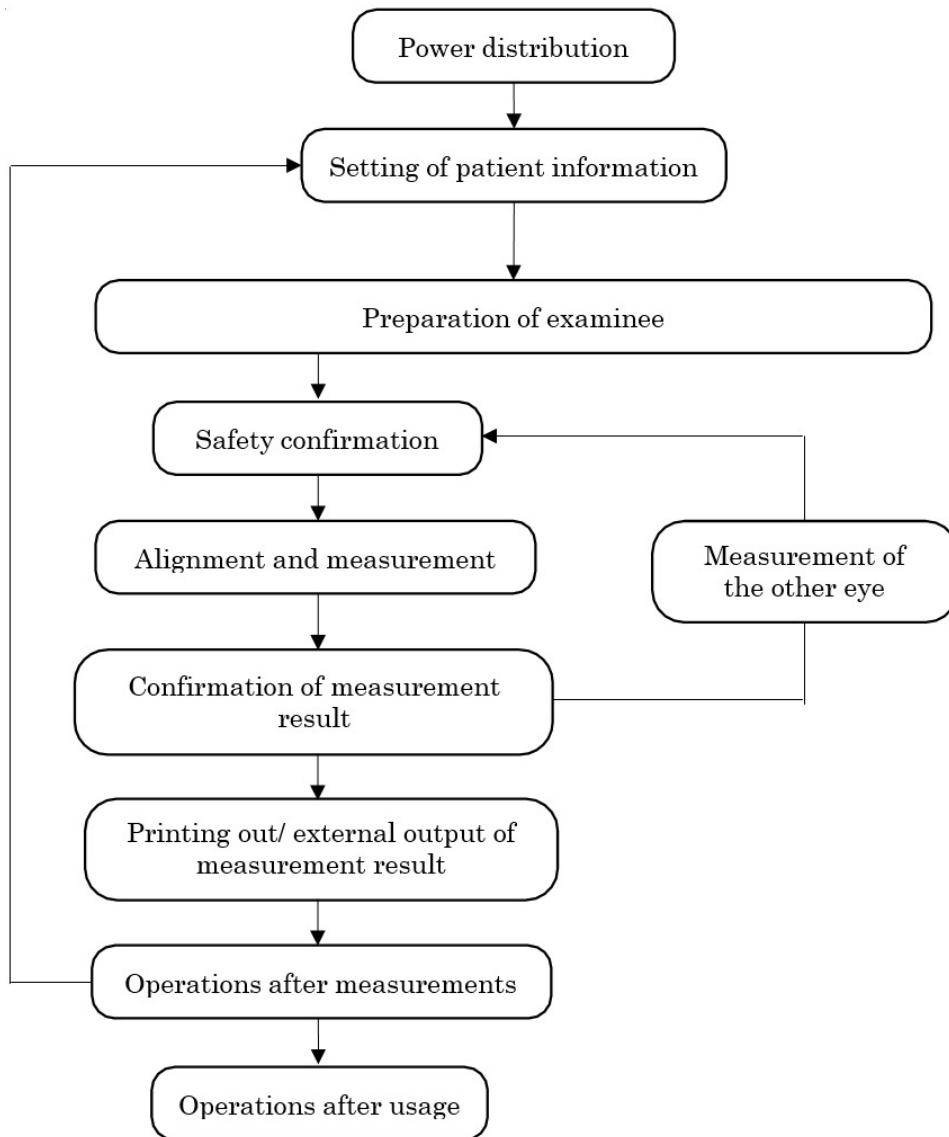 Power distribution
Setting of patient information
Preparation of examinee
Safety confirmation
Alignment and measurement
Measurement of
the other eye
Confirmation of measurement
result
Printing out/ external output of
measurement result
Operations after measurements
Operations after usage